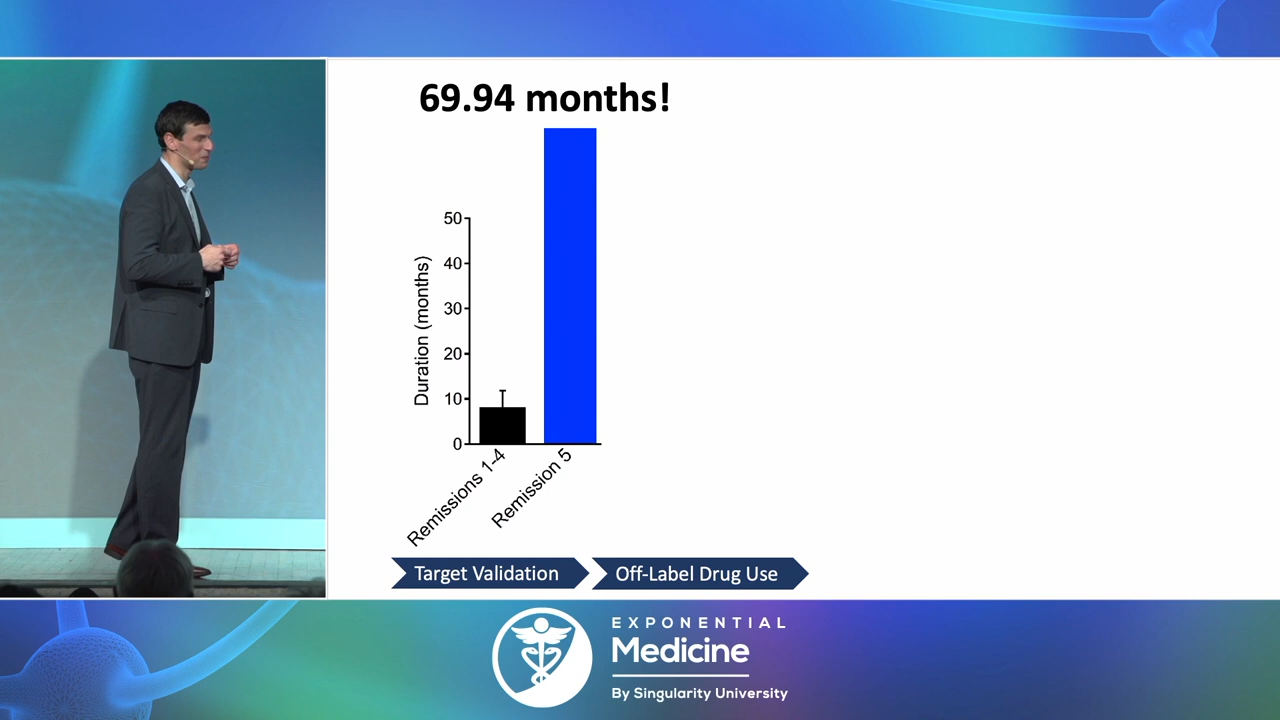 69.94 months!
Duration (months)
50
40
30
20
10
0
Remissions 1-4
Remission 5
Target Validation
Off-Label Drug Use
EXPONENTIAL
Medicine
By Singularity University